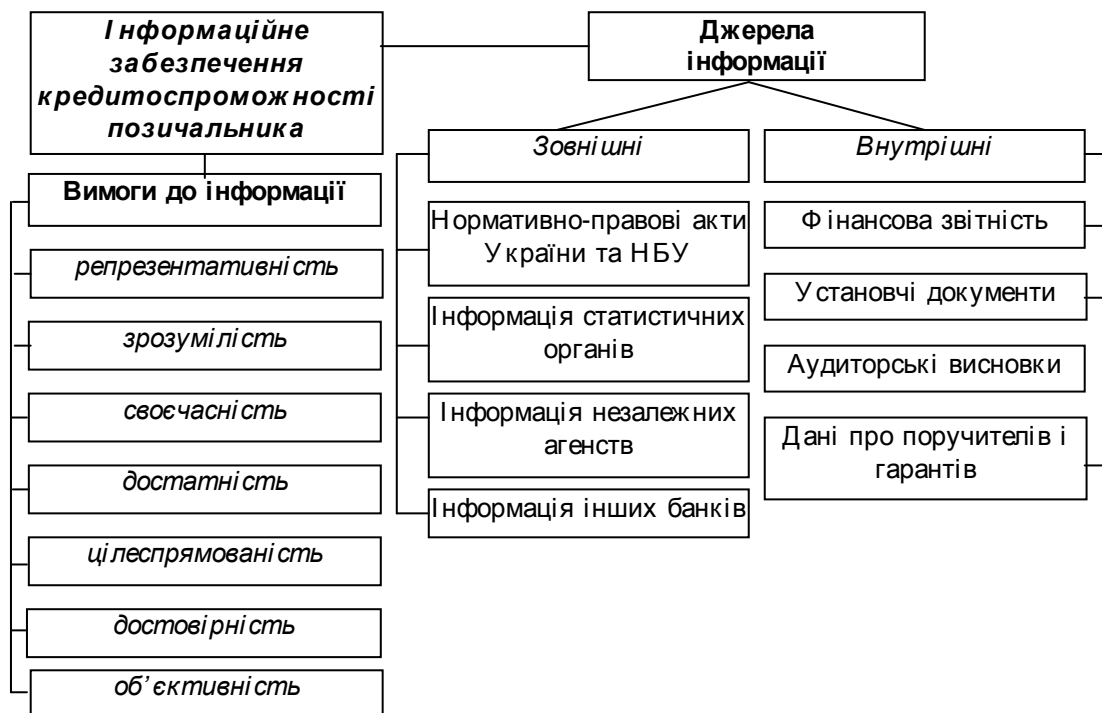 Інформаційне
забезпечення
кредитоспроможності
позичальника
Джерела
інформації
Вимоги до інформації
репрезентативність
зрозумілість
своєчасність
достатність
цілеспрямованість
достовірність
об’єктивність
Зовнішні
Нормативно-правові акти
України та НБУ
Інформація статистичних
органів
Інформація незалежних
агенств
Інформація інших банків
Внутрішні
Фінансова звітність
Установчі документи
Аудиторські висновки
Дані про поручителів і
гарантів